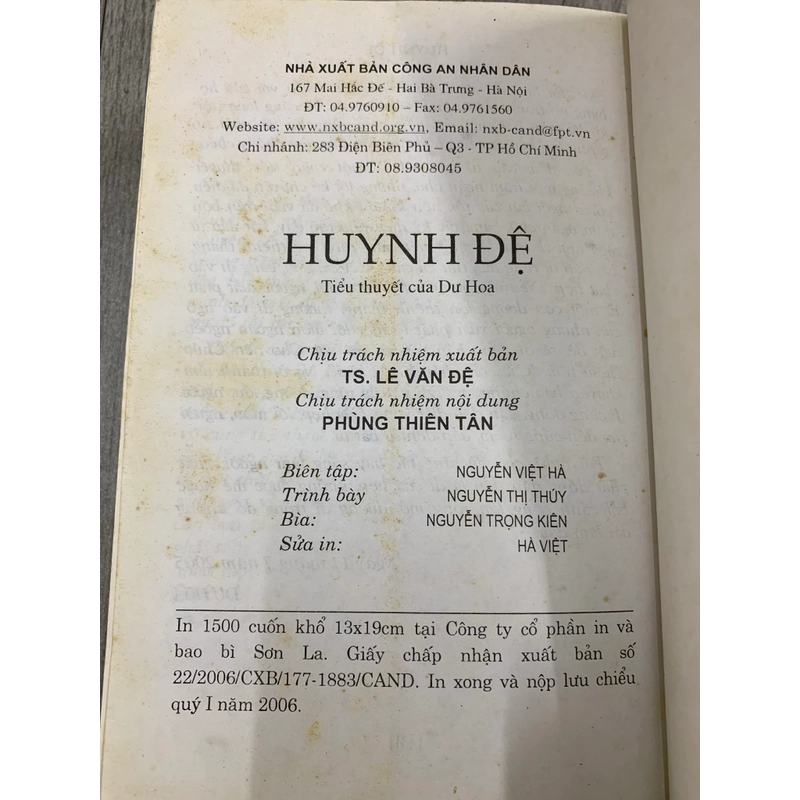 NHÀ XUẤT BẢN CÔNG AN NHÂN DÂN
167 Mai Hắc Đế - Hai Bà Trưng - Hà Nội
ĐT: 04.9760910 – Fax: 04.9761560
Website: www.nxbcand.org.vn, Email: nxb-cand@fpt.vn
Chi nhánh: 283 Điện Biên Phủ – Q3 - TP Hồ Chí Minh
ĐT: 08.9308045
HUYNH ĐỆ
Tiểu thuyết của Dư Hoa
Chịu trách nhiệm xuất bản
TS. LÊ VĂN ĐỆ
Chịu trách nhiệm nội dung
PHÙNG THIÊN TÂN
Biên tập: NGUYỄN VIỆT HÀ
Trình bày NGUYỄN THỊ THÚY
Bìa: NGUYỄN TRỌNG KIÊN
Sửa in: HÀ VIỆT
In 1500 cuốn khổ 13x19cm tại Công ty cổ phần in và
bao bì Sơn La. Giấy chấp nhận xuất bản số
22/2006/CXB/177-1883/CAND. In xong và nộp lưu chiểu
quý I năm 2006.